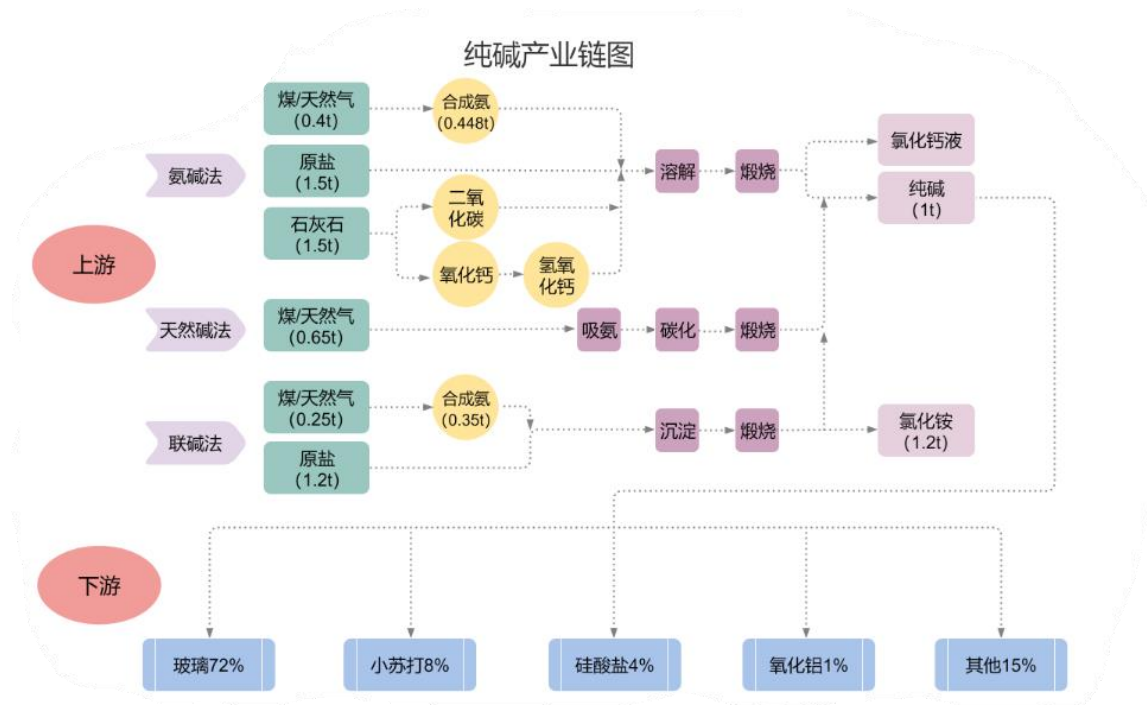 纯碱产业链图
煤/天然气
(0.4t)
合成氨
(0.448t)
氨碱法
原盐
(1.5t)
溶解
煅烧
氯化钙液
纯碱
(1t)
石灰石
(1.5t)
二氧
化碳
氧化钙
氢氧
化钙
上游
天然碱法
煤/天然气
(0.65t)
吸氨
碳化
煅烧
联碱法
煤/天然气
(0.25t)
合成氨
(0.35t)
原盐
(1.2t)
沉淀
煅烧
氯化铵
(1.2t)
下游
玻璃72%
小苏打8%
硅酸盐4%
氧化铝1%
其他15%